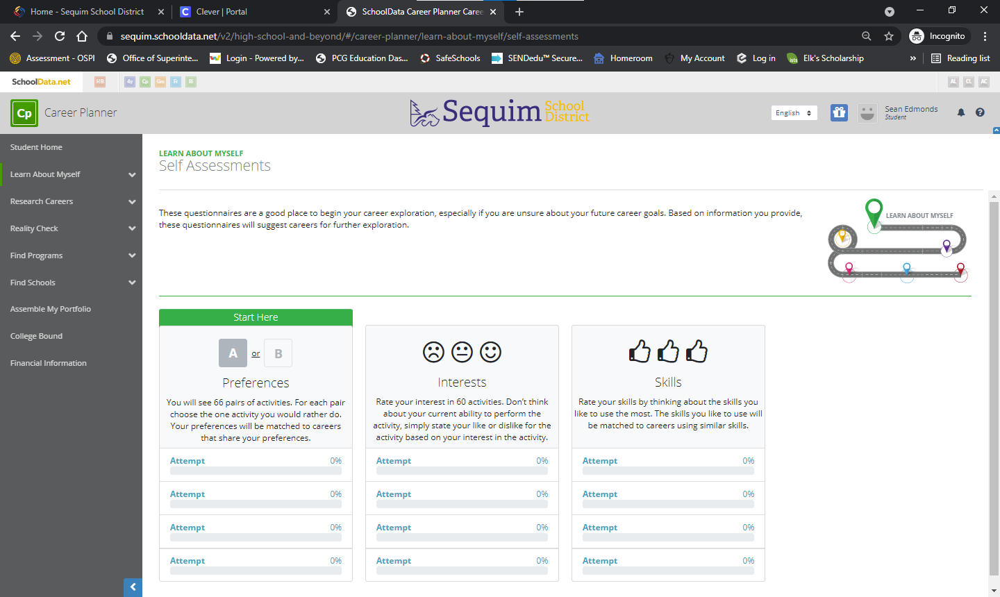 Home - Sequim School District
Clever | Portal
SchoolData Career Planner Caree
sequim.schooldata.net/v2/high-school-and-beyond/#/career-planner/learn-about-myself/self-assessments
Incognito
Assessment - OSPI
Office of Superinte...
Login - Powered by...
PCG Education Das...
SafeSchools
SENDedu™ Secure...
Homeroom
My Account
Log in
Elk's Scholarship
»
Reading list
SchoolData.net
HB
4y
Cp
Gm
Fr
Ri
AL
CL
AC
Cp
Career Planner
Sequim School District
English
Sean Edmonds
Student
Student Home
Learn About Myself
Research Careers
Reality Check
Find Programs
Find Schools
Assemble My Portfolio
College Bound
Financial Information
LEARN ABOUT MYSELF
Self Assessments
These questionnaires are a good place to begin your career exploration, especially if you are unsure about your future career goals. Based on information you provide,
these questionnaires will suggest careers for further exploration.
LEARN ABOUT MYSELF
Start Here
A or B
Preferences
You will see 66 pairs of activities. For each pair
choose the one activity you would rather do.
Your preferences will be matched to careers
that share your preferences.
Attempt 0%
Attempt 0%
Attempt 0%
Attempt 0%
Interests
Rate your interest in 60 activities. Don't think
about your current ability to perform the
activity, simply state your like or dislike for the
activity based on your interest in the activity.
Attempt 0%
Attempt 0%
Attempt 0%
Attempt 0%
Skills
Rate your skills by thinking about the skills you
like to use the most. The skills you like to use will
be matched to careers using similar skills.
Attempt 0%
Attempt 0%
Attempt 0%
Attempt 0%